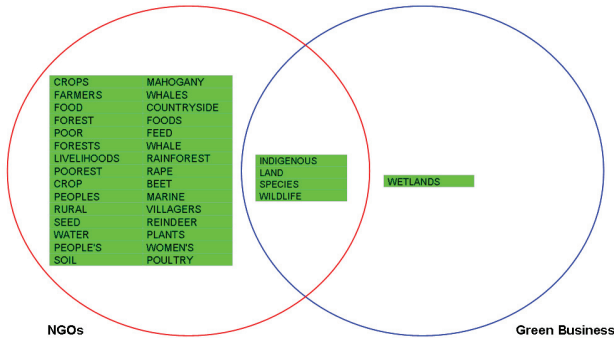 CROPS MAHOGANY
FARMERS WHALES
FOOD COUNTRYSIDE
FOREST FOODS
POOR FEED
FORESTS WHALE
LIVELIHOODS RAINFOREST
POOREST RAPE
CROP BEET
PEOPLES MARINE
RURAL VILLAGERS
SEED REINDEER
WATER PLANTS
PEOPLE'S WOMEN'S
SOIL POULTRY
INDIGENOUS
LAND
SPECIES
WILDLIFE
WETLANDS
NGOs
Green Business